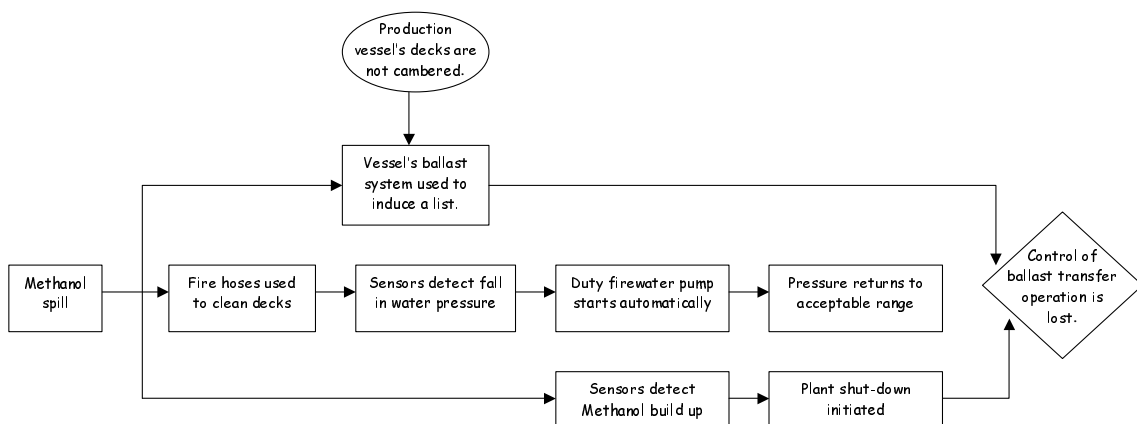 Production
vessel's decks are
not cambered.
Vessel's ballast
system used to
induce a list.
Methanol
spill
Fire hoses used
to clean decks
Sensors detect fall
in water pressure
Duty firewater pump
starts automatically
Pressure returns to
acceptable range
Control of
ballast transfer
operation is
lost.
Sensors detect
Methanol build up
Plant shut-down
initiated